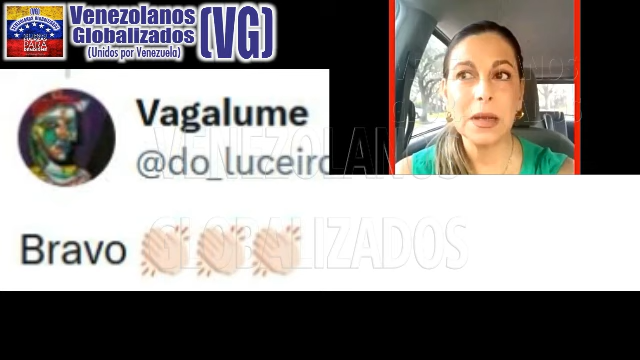 Venezolanos
Globalizados
(Unidos por Venezuela)
(VG)
Vagalume
@do_luceiro
Bravo 👏🏻👏🏻👏🏻
VENEZOLANOS
GLOBALIZADOS